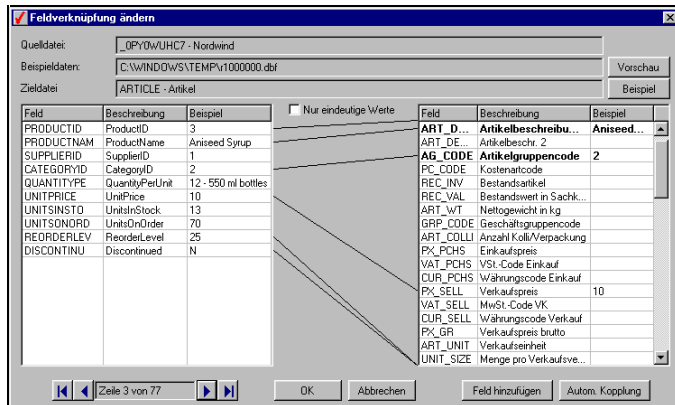 Feldverknüpfung ändern
Quelldatei: _0PY0WUHC7 - Nordwind
Beispieldaten: C:\WINDOWS\TEMP\r1000000.dbf Vorschau
Zieldatei ARTICLE - Artikel Beispiel
Nur eindeutige Werte
Feld Beschreibung Beispiel
PRODUCTID ProductID 3
PRODUCTNAM ProductName Aniseed Syrup
SUPPLIERID SupplierID 1
CATEGORYID CategoryID 2
QUANTITYPE QuantityPerUnit 12 - 550 ml bottles
UNITPRICE UnitPrice 10
UNITSINSTO UnitsInStock 13
UNITSONORD UnitsOnOrder 70
REORDERLEV ReorderLevel 25
DISCONTINU Discontinued N
Feld Beschreibung Beispiel
ART_D... Artikelbeschreibu... Aniseed...
ART_DE... Artikelbeschr. 2
AG_CODE Artikelgruppencode 2
PC_CODE Kostenartcode
REC_INV Bestandsartikel
REC_VAL Bestandswert in Sachk...
ART_WT Nettogewicht in kg
GRP_CODE Geschäftsgruppencode
ART_COLLI Anzahl Kolli/Verpackung
PX_PCHS Einkaufspreis
VAT_PCHS VSt.-Code Einkauf
CUR_PCHS Währungscode Einkauf
PX_SELL Verkaufspreis 10
VAT_SELL MwSt.-Code VK
CUR_SELL Währungscode Verkauf
PX_GR Verkaufspreis brutto
ART_UNIT Verkaufseinheit
UNIT_SIZE Menge pro Verkaufsve...
Zeile 3 von 77 OK Abbrechen Feld hinzufügen Autom. Kopplung